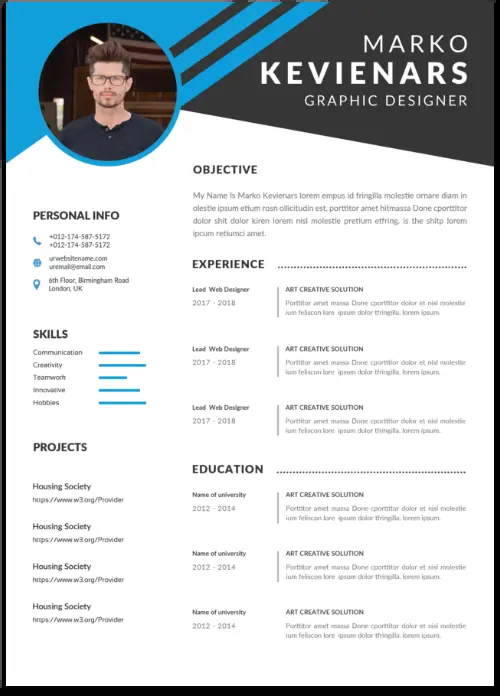 MARKO
KEVIENARS
GRAPHIC DESIGNER
OBJECTIVE
My Name Is Marko Kevienars lorem empus id fringilla molestie ornare diam in
olestie ipsum etium rosn ollicitudin est, porttitor amet hitmassa Done cporttitor
dolor shit dolor kiren lorem nisl molestie pretium etfring, is the shitp lorem
ipcum retiumci amet.
PERSONAL INFO
+012-174-587-5172
+012-174-587-5172
urwebsitename.com
uremail@email.com
6th Floor, Birmingham Road
London, UK
SKILLS
Communication
Creativity
Teamwork
Innovative
Hobbies
PROJECTS
Housing Society
https://www.w3.org/Provider
Housing Society
https://www.w3.org/Provider
Housing Society
https://www.w3.org/Provider
Housing Society
https://www.w3.org/Provider
EXPERIENCE
Lead Web Designer
2017 - 2018
ART CREATIVE SOLUTION
Porttitor amet massa Done cporttitor dolor et nisl molestie
ium feliscon lore ipsum dolor tfringilla. lorem ipsum.
Lead Web Designer
2017 - 2018
ART CREATIVE SOLUTION
Porttitor amet massa Done cporttitor dolor et nisl molestie
ium feliscon lore ipsum dolor tfringilla. lorem ipsum.
Lead Web Designer
2017 - 2018
ART CREATIVE SOLUTION
Porttitor amet massa Done cporttitor dolor et nisl molestie
ium feliscon lore ipsum dolor tfringilla. lorem ipsum.
EDUCATION
Name of university
2012 - 2014
ART CREATIVE SOLUTION
Porttitor amet massa Done cporttitor dolor et nisl molestie
ium feliscon lore ipsum dolor tfringilla. lorem ipsum.
Name of university
2012 - 2014
ART CREATIVE SOLUTION
Porttitor amet massa Done cporttitor dolor et nisl molestie
ium feliscon lore ipsum dolor tfringilla. lorem ipsum.
Name of university
2012 - 2014
ART CREATIVE SOLUTION
Porttitor amet massa Done cporttitor dolor et nisl molestie
ium feliscon lore ipsum dolor tfringilla. lorem ipsum.